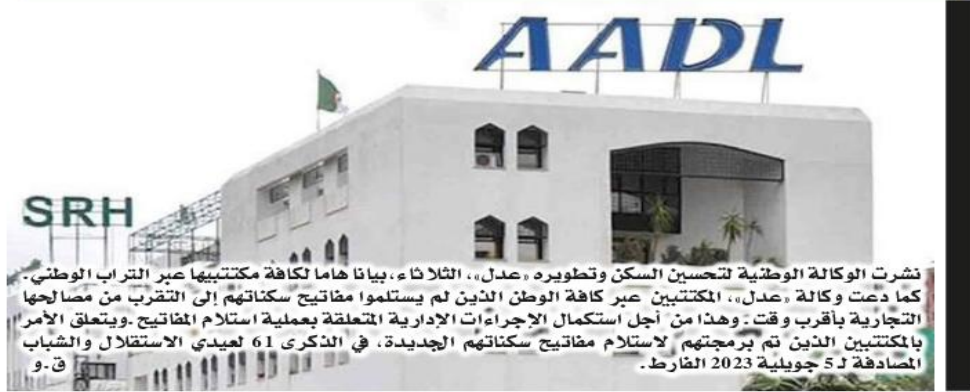 AADL
SRH
نشرت الوكالة الوطنية لتحسين السكن وتطويره «عدل»، الثلاثاء، بيانا هاما لكافة مكتتبيها عبر التراب الوطني.
كما دعت وكالة «عدل»، المكتتبين عبر كافة الوطن الذين لم يستلموا مفاتيح سكناتهم إلى التقرب من مصالحها
التجارية بأقرب وقت. وهذا من أجل استكمال الإجراءات الإدارية المتعلقة بعملية استلام المفاتيح.ويتعلق الأمر
بالمكتتبين الذين تم برمجتهم لاستلام مفاتيح سكناتهم الجديدة، في الذكرى 61 لعيدي الاستقلال والشباب
المصادفة لـ 5 جويلية 2023 الفارط.
ق.و